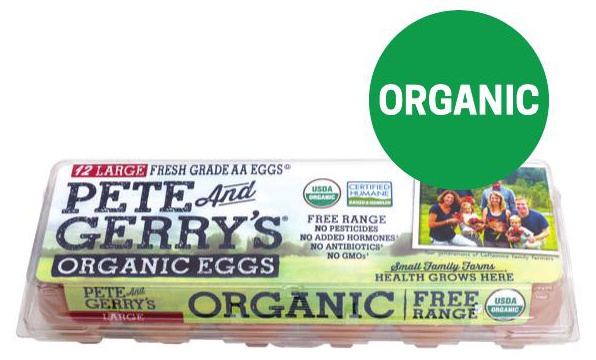 ORGANIC
12 LARGE FRESH GRADE AA EGGS
PETE And
GERRY'S®
ORGANIC EGGS
USDA
ORGANIC
CERTIFIED
HUMANE
RAISED & HANDLED
FREE RANGE
NO PESTICIDES
NO ADDED HORMONES
NO ANTIBIOTICS
NO GMOs
Small Family Farms
HEALTH GROWS HERE
PETE And
GERRY'S
LARGE
ORGANIC
FREE
RANGE
USDA
ORGANIC